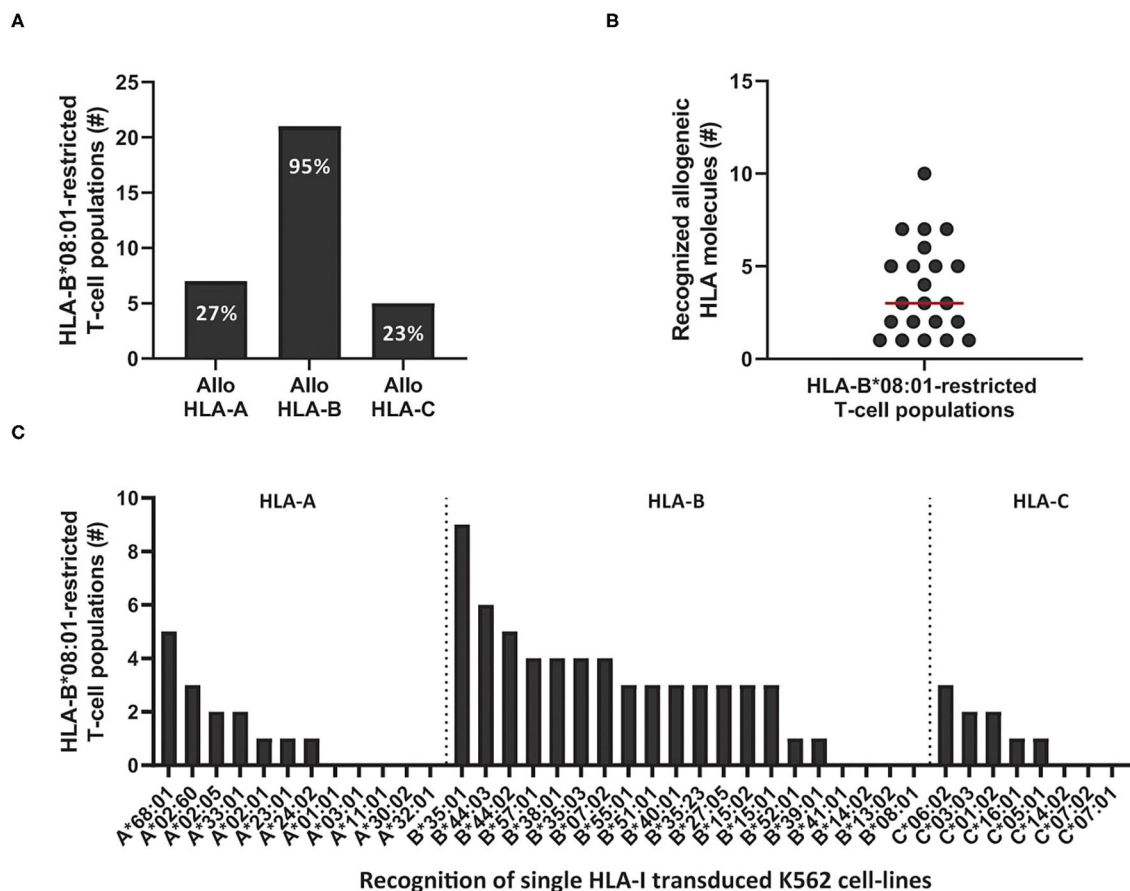 A
HLA-B*08:01-restricted
T-cell populations (#)
25
20
15
10
5
0
27%
95%
23%
Allo
HLA-A
Allo
HLA-B
Allo
HLA-C
B
Recognized allogeneic
HLA molecules (#)
15
10
5
0
HLA-B*08:01-restricted
T-cell populations
C
HLA-B*08:01-restricted
T-cell populations (#)
10
8
6
4
2
0
HLA-A
HLA-B
HLA-C
A*68:01
A*02:60
A*02:05
A*33:01
A*02:01
A*23:01
A*24:02
A*01:01
A*03:01
A*11:01
A*30:02
A*32:01
B*35:01
B*44:03
B*44:02
B*57:01
B*38:01
B*35:03
B*07:02
B*55:01
B*51:01
B*40:01
B*35:23
B*27:05
B*15:02
B*15:01
B*52:01
B*39:01
B*41:01
B*14:02
B*13:02
B*08:01
C*06:02
C*03:03
C*01:02
C*16:01
C*05:01
C*14:02
C*07:02
C*07:01
Recognition of single HLA-I transduced K562 cell-lines